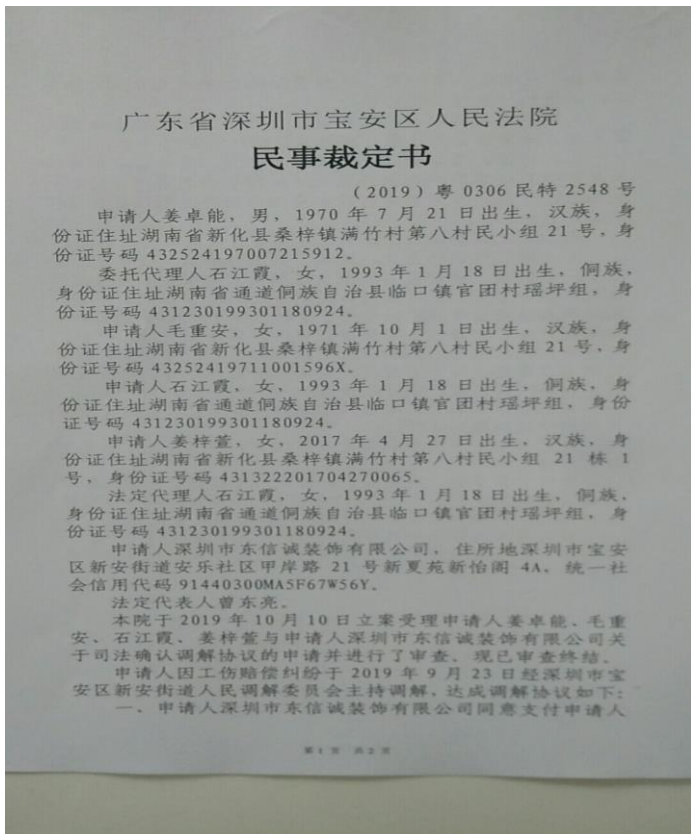 广东省深圳市宝安区人民法院
民事裁定书
（2019）粤 0306 民特 2548 号
申请人姜卓能，男，1970 年 7 月 21 日出生，汉族，身
份证住址湖南省新化县桑梓镇满竹村第八村民小组 21 号，身
份证号码 432524197007215912。
委托代理人石江霞，女，1993 年 1 月 18 日出生，侗族，
身份证住址湖南省通道侗族自治县临口镇官团村瑶坪组，身
份证号码 431230199301180924。
申请人毛重安，女，1971 年 10 月 1 日出生，汉族，身
份证住址湖南省新化县桑梓镇满竹村第八村民小组 21 号，身
份证号码 43252419711001596X。
申请人石江霞，女，1993 年 1 月 18 日出生，侗族，身
份证住址湖南省通道侗族自治县临口镇官团村瑶坪组，身份
证号码 431230199301180924。
申请人姜梓萱，女，2017 年 4 月 27 日出生，汉族，身
份证住址湖南省新化县桑梓镇满竹村第八村民小组 21 栋 1
号，身份证号码 431322201704270065。
法定代理人石江霞，女，1993 年 1 月 18 日出生，侗族，
身份证住址湖南省通道侗族自治县临口镇官团村瑶坪组，身
份证号码 431230199301180924。
申请人深圳市东信诚装饰有限公司，住所地深圳市宝安
区新安街道安乐社区甲岸路 21 号新夏苑新怡阁 4A，统一社
会信用代码 91440300MA5F67W56Y。
法定代表人曾东亮。
本院于 2019 年 10 月 10 日立案受理申请人姜卓能、毛重
安、石江霞、姜梓萱与申请人深圳市东信诚装饰有限公司关
于司法确认调解协议的申请并进行了审查。现已审查终结。
申请人因工伤赔偿纠纷于 2019 年 9 月 23 日经深圳市宝
安区新安街道人民调解委员会主持调解，达成调解协议如下：
一、申请人深圳市东信诚装饰有限公司同意支付申请人
第 1 页 共 2 页